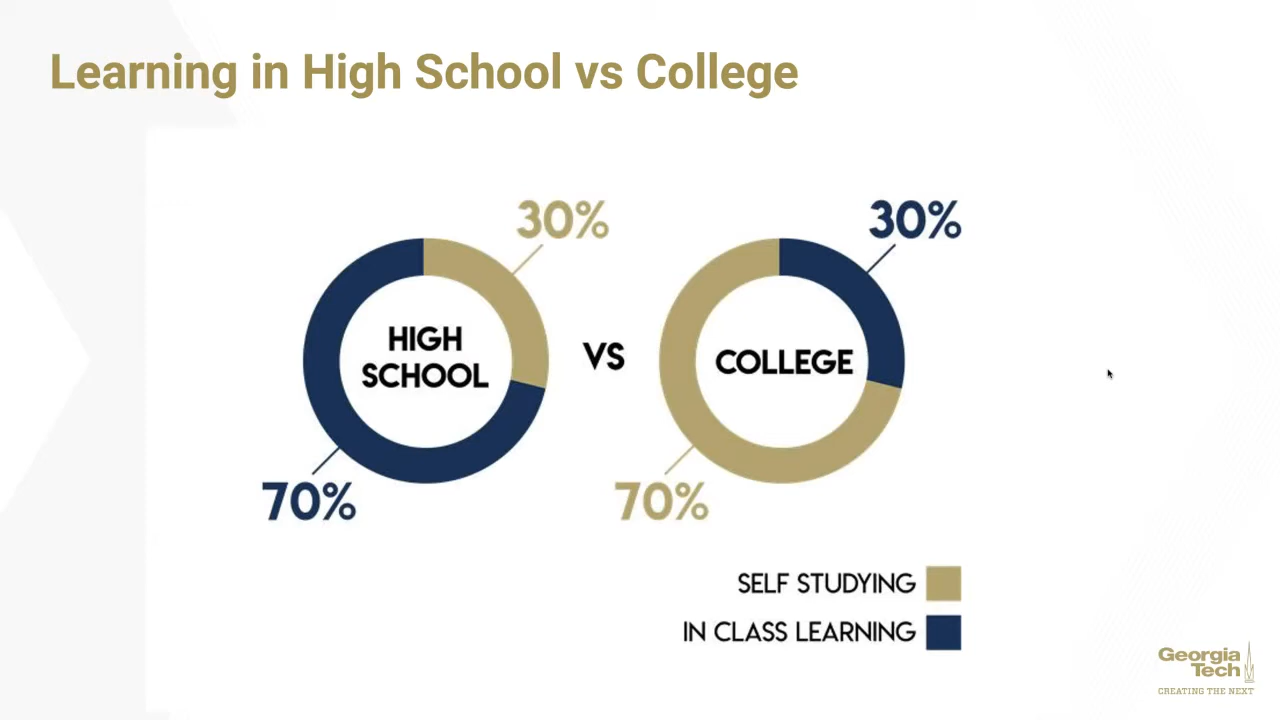 Learning in High School vs College
30%
30%
HIGH
SCHOOL
VS
COLLEGE
70%
70%
SELF STUDYING
IN CLASS LEARNING
Georgia
Tech
CREATING THE NEXT